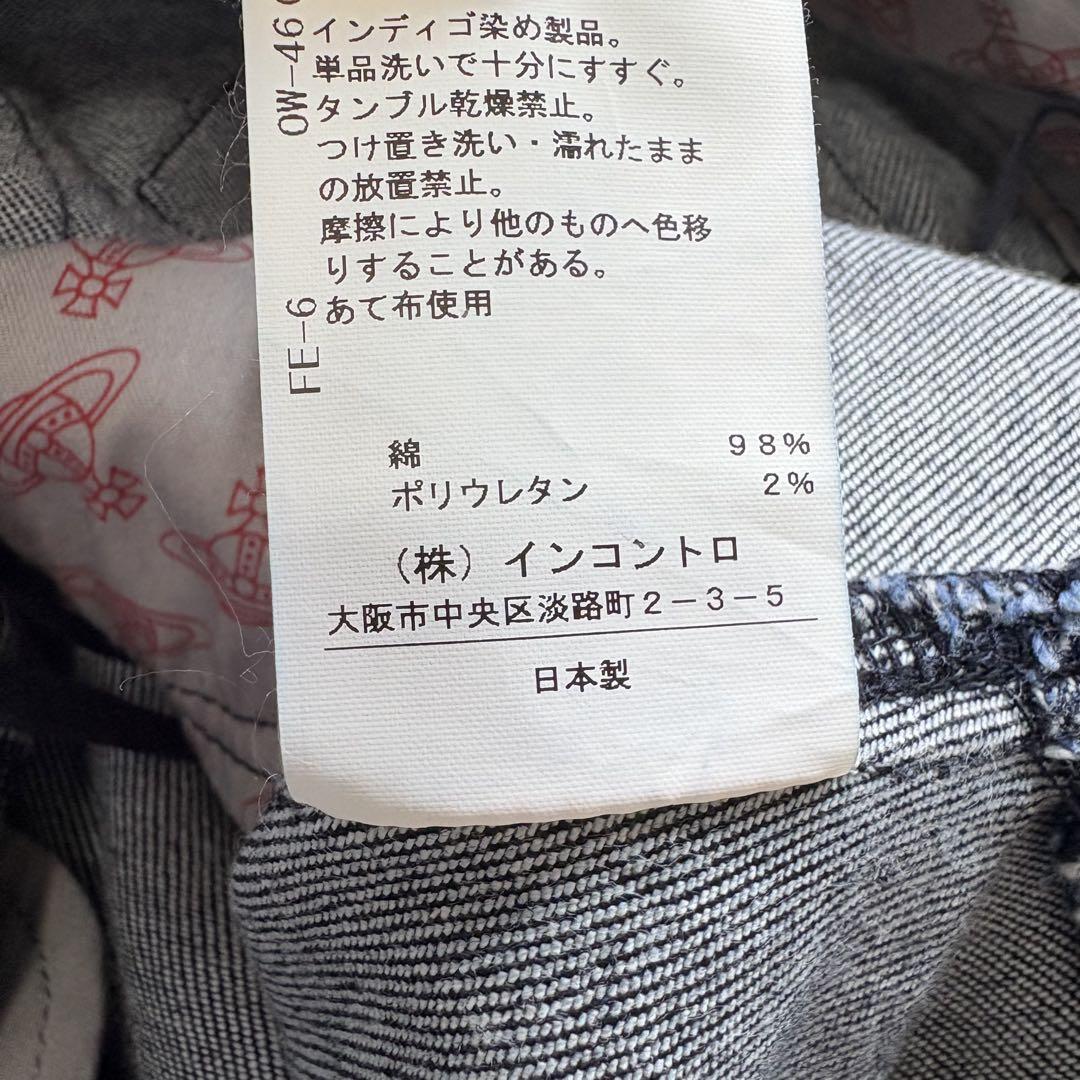 インディゴ染め製品。
単品洗いで十分にすすぐ。
タンブル乾燥禁止。
つけ置き洗い・濡れたまま
の放置禁止。
摩擦により他のものへ色移
りすることがある。
あて布使用
OW-46
FE-6
綿 98%
ポリウレタン 2%
(株)インコントロ
大阪市中央区淡路町2-3-5
日本製